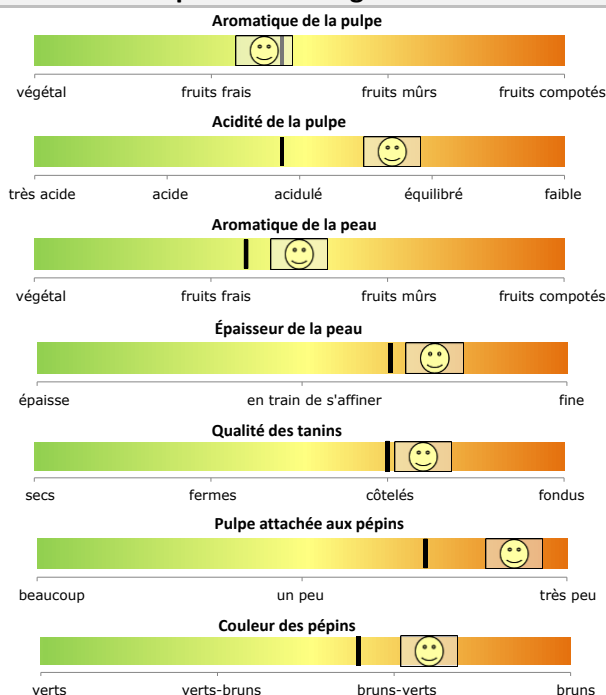 Aromatique de la pulpe
végétal fruits frais fruits mûrs fruits compotés
Acidité de la pulpe
très acide acide acidulé équilibré faible
Aromatique de la peau
végétal fruits frais fruits mûrs fruits compotés
Épaisseur de la peau
épaisse en train de s'affiner fine
Qualité des tanins
secs fermes côtelés fondus
Pulpe attachée aux pépins
beaucoup un peu très peu
Couleur des pépins
verts verts-bruns bruns-verts bruns